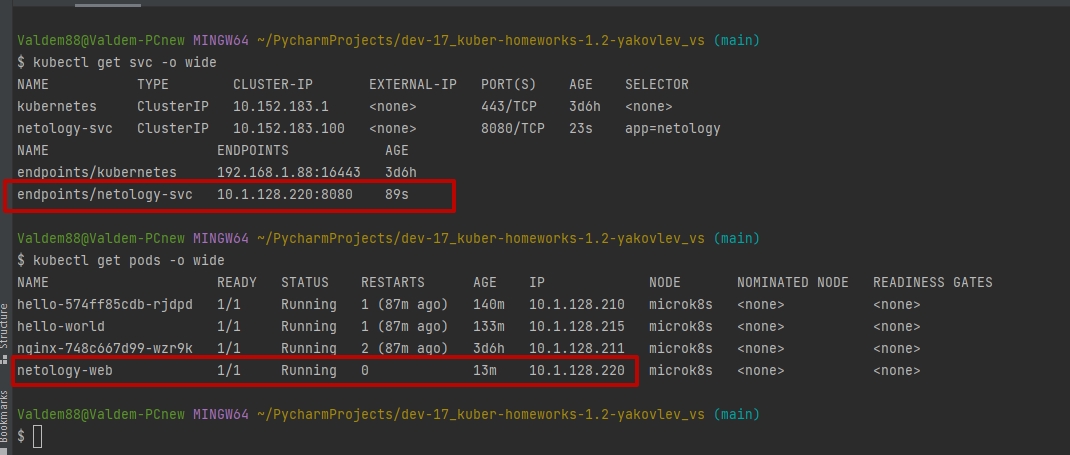 Valdem88@Valdem-PCnew MINGW64 ~/PycharmProjects/dev-17_kuber-homeworks-1.2-yakovlev_vs (main)
$ kubectl get svc -o wide
NAME TYPE CLUSTER-IP EXTERNAL-IP PORT(S) AGE SELECTOR
kubernetes ClusterIP 10.152.183.1 <none> 443/TCP 3d6h <none>
netology-svc ClusterIP 10.152.183.100 <none> 8080/TCP 23s app=netology
NAME ENDPOINTS AGE
endpoints/kubernetes 192.168.1.88:16443 3d6h
endpoints/netology-svc 10.1.128.220:8080 89s
Valdem88@Valdem-PCnew MINGW64 ~/PycharmProjects/dev-17_kuber-homeworks-1.2-yakovlev_vs (main)
$ kubectl get pods -o wide
NAME READY STATUS RESTARTS AGE IP NODE NOMINATED NODE READINESS GATES
hello-574ff85cdb-rjdpd 1/1 Running 1 (87m ago) 140m 10.1.128.210 microk8s <none> <none>
hello-world 1/1 Running 1 (87m ago) 133m 10.1.128.215 microk8s <none> <none>
nginx-748c667d99-wzr9k 1/1 Running 2 (87m ago) 3d6h 10.1.128.211 microk8s <none> <none>
netology-web 1/1 Running 0 13m 10.1.128.220 microk8s <none> <none>
Valdem88@Valdem-PCnew MINGW64 ~/PycharmProjects/dev-17_kuber-homeworks-1.2-yakovlev_vs (main)
$
Structure
Bookmarks